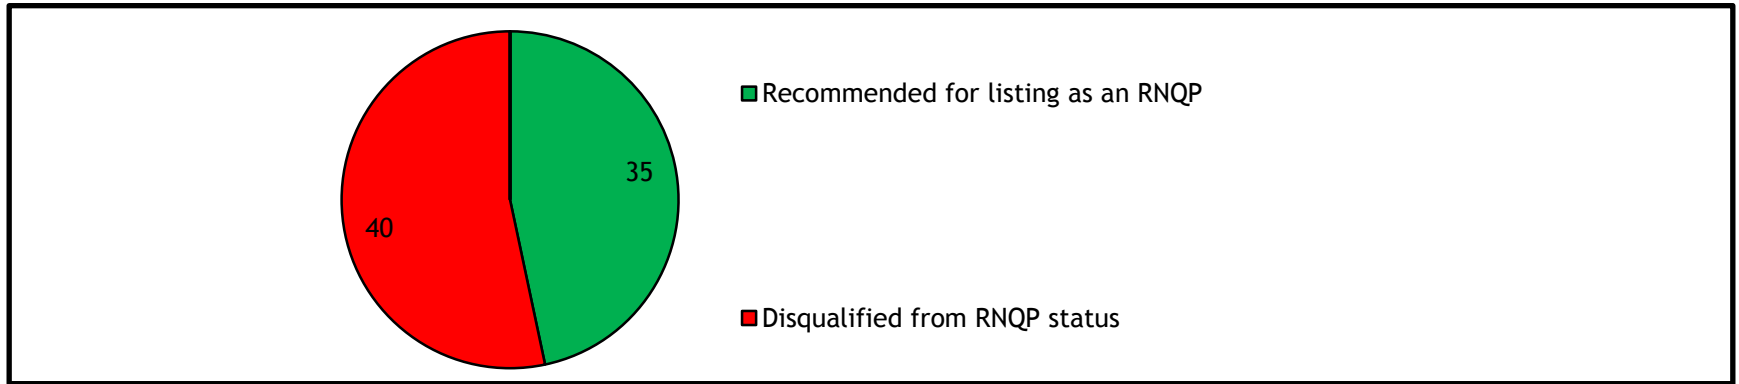 Recommended for listing as an RNQP
35
40
Disqualified from RNQP status